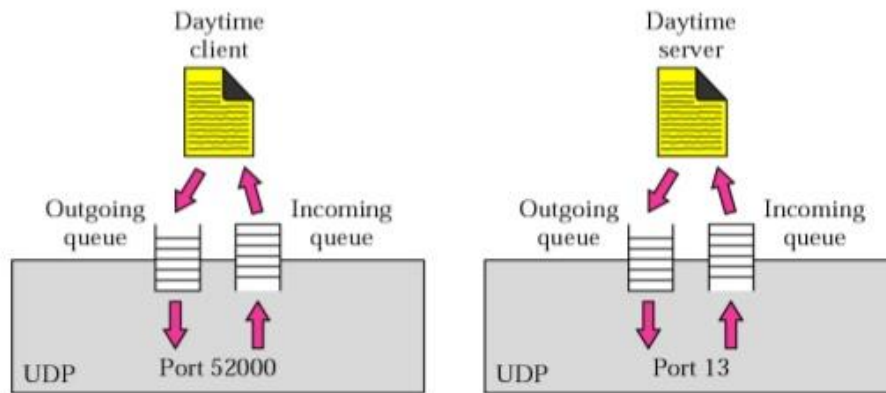 Daytime
client
Outgoing
queue
Incoming
queue
UDP
Port 52000
Daytime
server
Outgoing
queue
Incoming
queue
UDP
Port 13